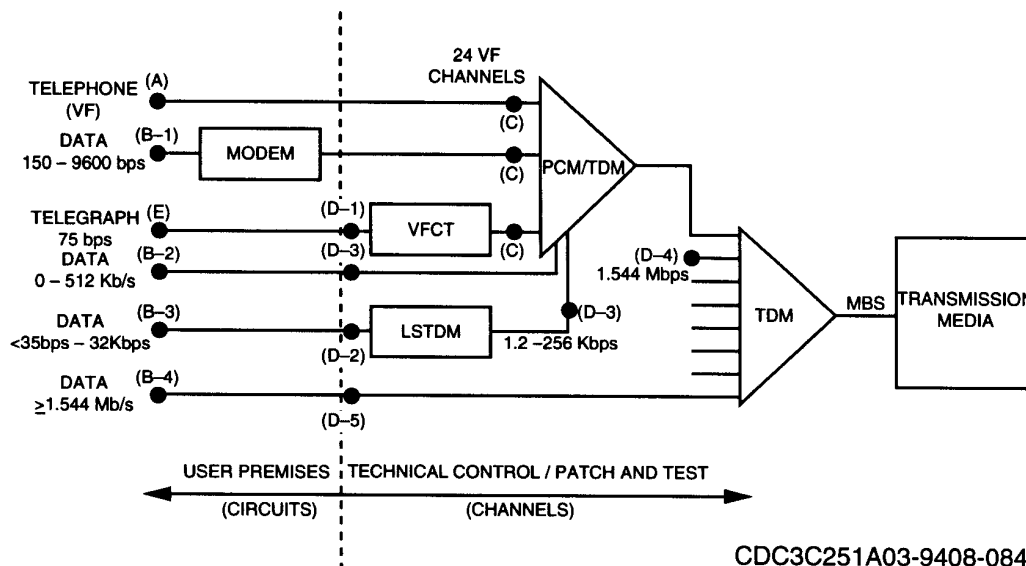 24 VF
CHANNELS
TELEPHONE
(VF)
(A)
(C)
DATA
150 – 9600 bps
(B–1)
MODEM
(C)
PCM/TDM
TELEGRAPH
75 bps
(E)
(D–1)
VFCT
(C)
DATA
0 – 512 Kb/s
(B–2)
(D–3)
(D–4)
1.544 Mbps
DATA
<35bps – 32Kbps
(B–3)
(D–2)
LSTDM
(D–3)
1.2 –256 Kbps
TDM
MBS
TRANSMISSION
MEDIA
DATA
≥1.544 Mb/s
(B–4)
(D–5)
USER PREMISES
TECHNICAL CONTROL / PATCH AND TEST
(CIRCUITS)
(CHANNELS)
CDC3C251A03-9408-084